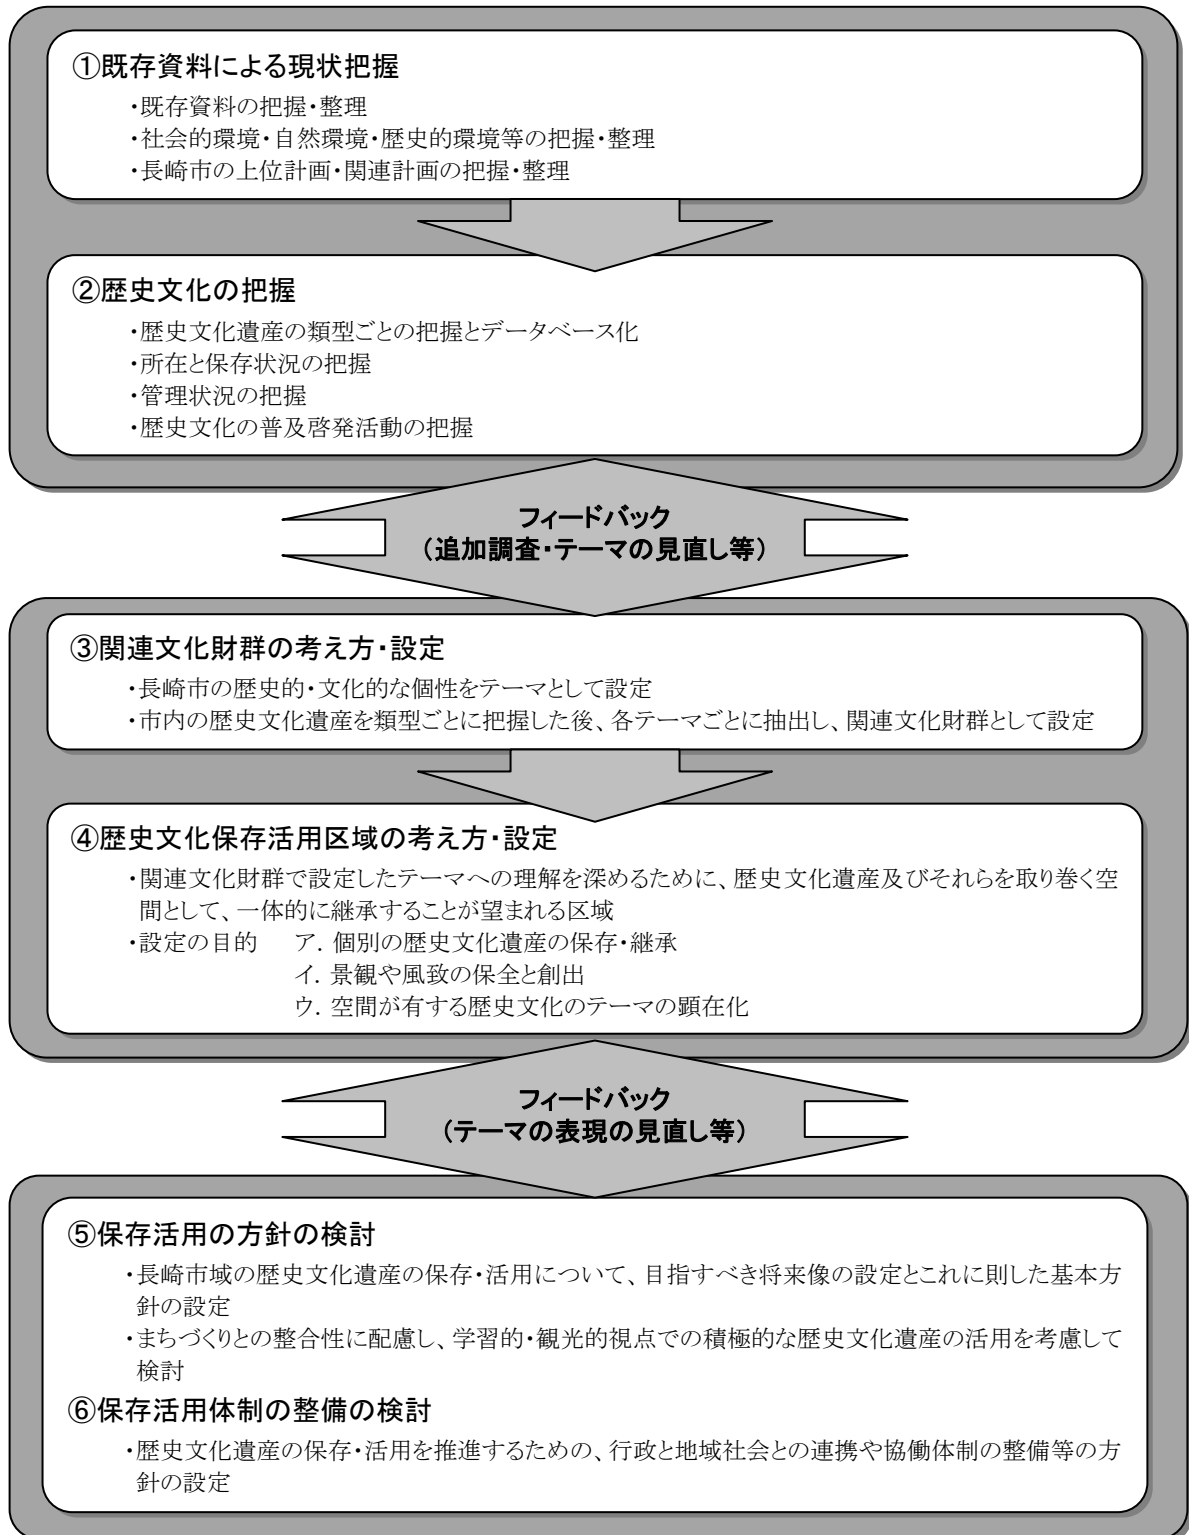 ①既存資料による現状把握
・既存資料の把握・整理
・社会的環境・自然環境・歴史的環境等の把握・整理
・長崎市の上位計画・関連計画の把握・整理
②歴史文化の把握
・歴史文化遺産の類型ごとの把握とデータベース化
・所在と保存状況の把握
・管理状況の把握
・歴史文化の普及啓発活動の把握
フィードバック
（追加調査・テーマの見直し等）
③関連文化財群の考え方・設定
・長崎市の歴史的・文化的な個性をテーマとして設定
・市内の歴史文化遺産を類型ごとに把握した後、各テーマごとに抽出し、関連文化財群として設定
④歴史文化保存活用区域の考え方・設定
・関連文化財群で設定したテーマへの理解を深めるために、歴史文化遺産及びそれらを取り巻く空
間として、一体的に継承することが望まれる区域
・設定の目的　ア．個別の歴史文化遺産の保存・継承
イ．景観や風致の保全と創出
ウ．空間が有する歴史文化のテーマの顕在化
フィードバック
（テーマの表現の見直し等）
⑤保存活用の方針の検討
・長崎市域の歴史文化遺産の保存・活用について、目指すべき将来像の設定とこれに則した基本方
針の設定
・まちづくりとの整合性に配慮し、学習的・観光的視点での積極的な歴史文化遺産の活用を考慮して
検討
⑥保存活用体制の整備の検討
・歴史文化遺産の保存・活用を推進するための、行政と地域社会との連携や協働体制の整備等の方
針の設定